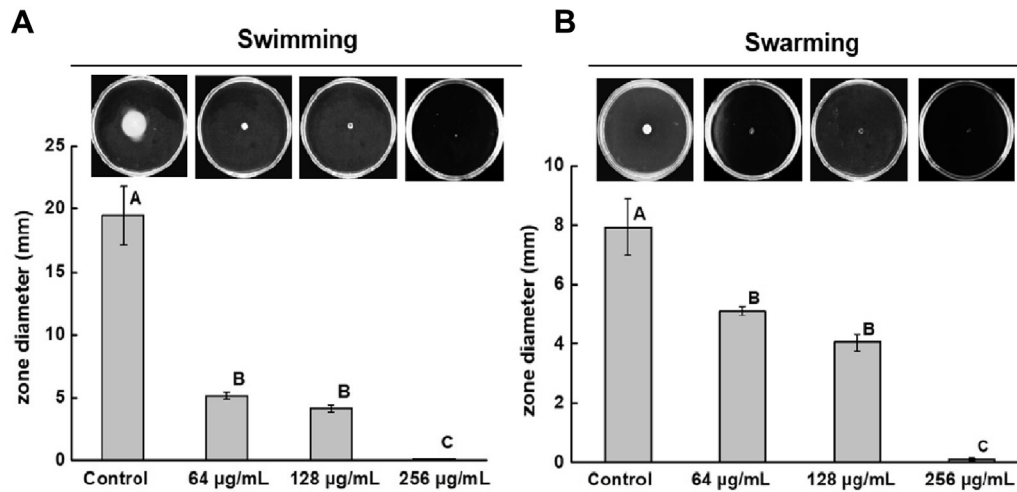 A
Swimming
25
20
15
10
5
0
zone diameter (mm)
A
B
B
C
Control
64 µg/mL
128 µg/mL
256 µg/mL
B
Swarming
10
8
6
4
2
0
zone diameter (mm)
A
B
B
C
Control
64 µg/mL
128 µg/mL
256 µg/mL